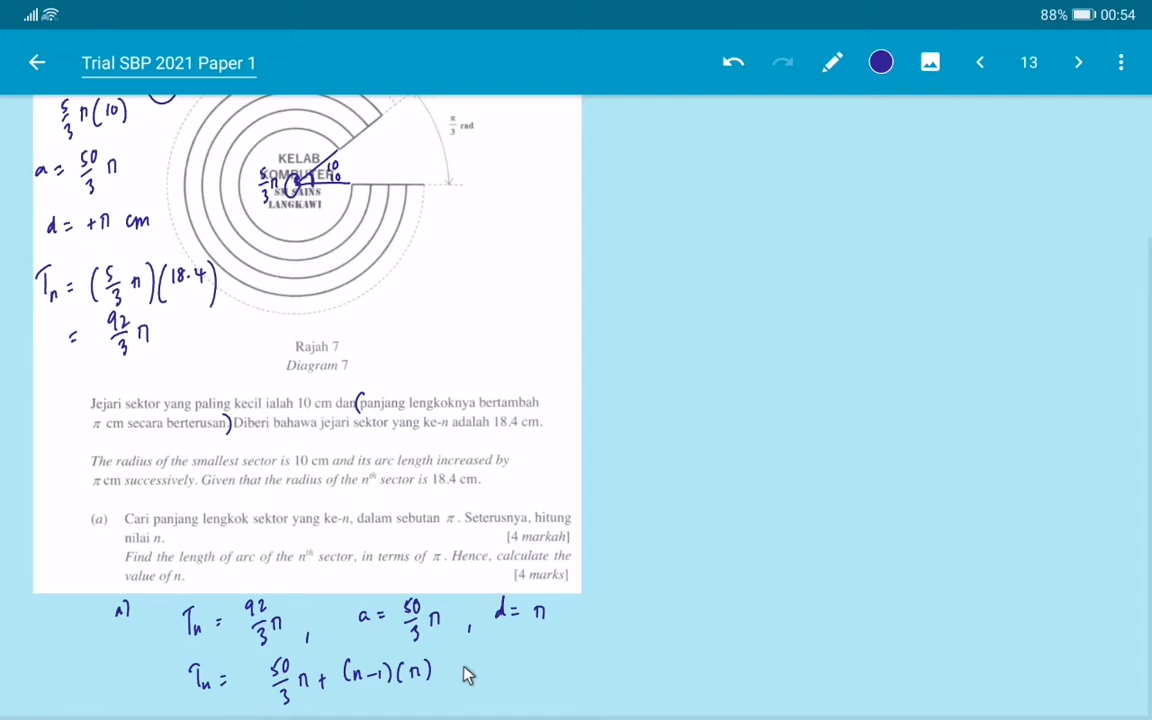 88% 00:54
Trial SBP 2021 Paper 1
13
5/3 π(10)
a = 50/3 π
d = +π cm
Tn = (5/3 π)(18.4)
= 92/3 π
π/3 rad
KELAB
KOMPUTER
SM SAINS
LANGKAWI
5/3 π
10
10
Rajah 7
Diagram 7
Jejari sektor yang paling kecil ialah 10 cm dan (panjang lengkoknya bertambah
π cm secara berterusan.) Diberi bahawa jejari sektor yang ke-n adalah 18.4 cm.
The radius of the smallest sector is 10 cm and its arc length increased by
π cm successively. Given that the radius of the nth sector is 18.4 cm.
(a) Cari panjang lengkok sektor yang ke-n, dalam sebutan π. Seterusnya, hitung
nilai n. [4 markah]
Find the length of arc of the nth sector, in terms of π. Hence, calculate the
value of n. [4 marks]
a) Tn = 92/3 π, a = 50/3 π, d = π
Tn = 50/3 π + (n-1)(π)